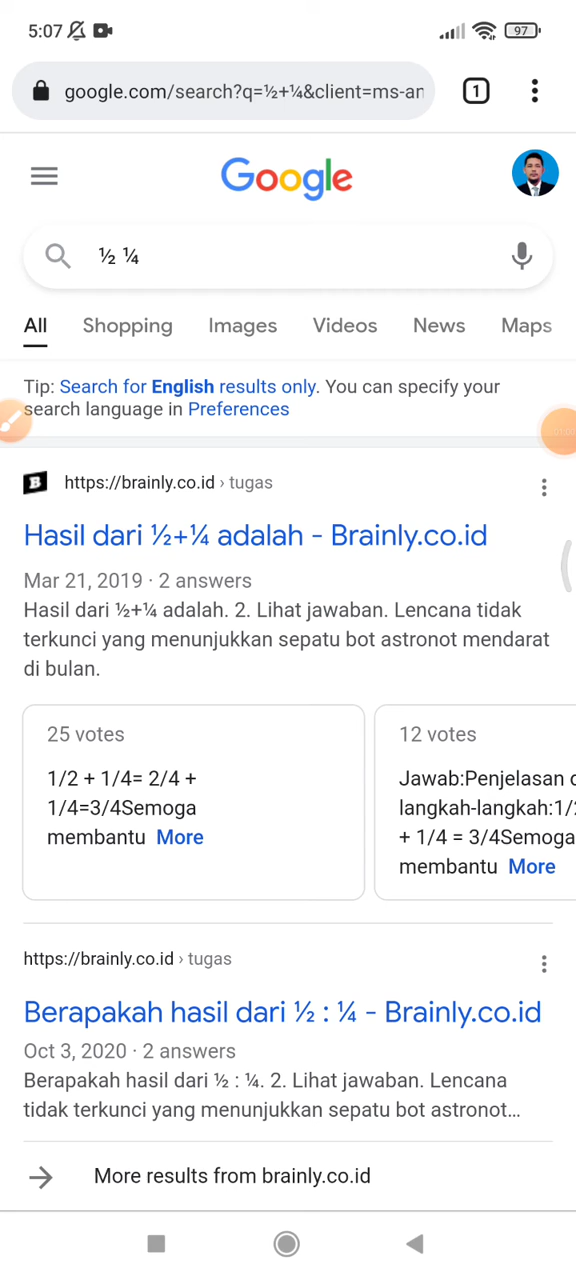 5:07
97
google.com/search?q=½+¼&client=ms-an
1
Google
½ ¼
All Shopping Images Videos News Maps
Tip: Search for English results only. You can specify your
search language in Preferences
https://brainly.co.id › tugas
Hasil dari ½+¼ adalah - Brainly.co.id
Mar 21, 2019 · 2 answers
Hasil dari ½+¼ adalah. 2. Lihat jawaban. Lencana tidak
terkunci yang menunjukkan sepatu bot astronot mendarat
di bulan.
25 votes
1/2 + 1/4= 2/4 +
1/4=3/4Semoga
membantu More
12 votes
Jawab:Penjelasan
langkah-langkah:1/
+ 1/4 = 3/4Semoga
membantu More
https://brainly.co.id › tugas
Berapakah hasil dari ½ : ¼ - Brainly.co.id
Oct 3, 2020 · 2 answers
Berapakah hasil dari ½ : ¼. 2. Lihat jawaban. Lencana
tidak terkunci yang menunjukkan sepatu bot astronot...
More results from brainly.co.id